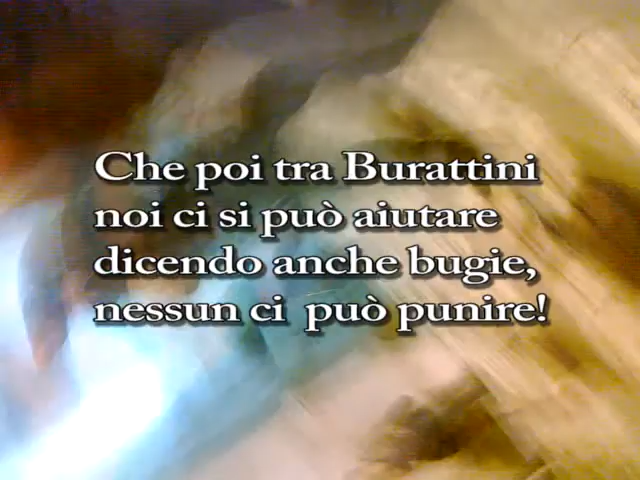 Che poi tra Burattini
noi ci si può aiutare
dicendo anche bugie,
nessun ci può punire!